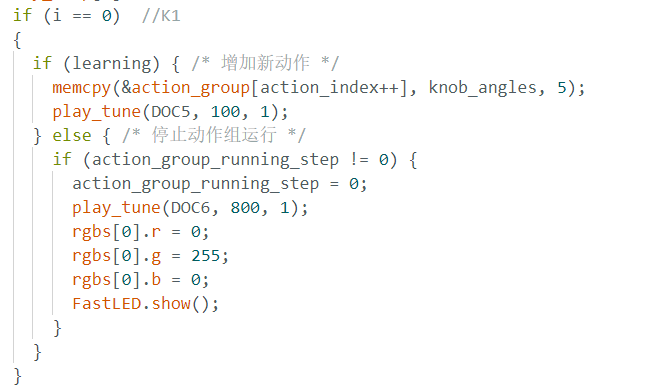 if (i == 0)  //K1
{
  if (learning) { /* 增加新动作 */
    memcpy(&action_group[action_index++], knob_angles, 5);
    play_tune(DOC5, 100, 1);
  } else { /* 停止动作组运行 */
    if (action_group_running_step != 0) {
      action_group_running_step = 0;
      play_tune(DOC6, 800, 1);
      rgbs[0].r = 0;
      rgbs[0].g = 255;
      rgbs[0].b = 0;
      FastLED.show();
    }
  }
}